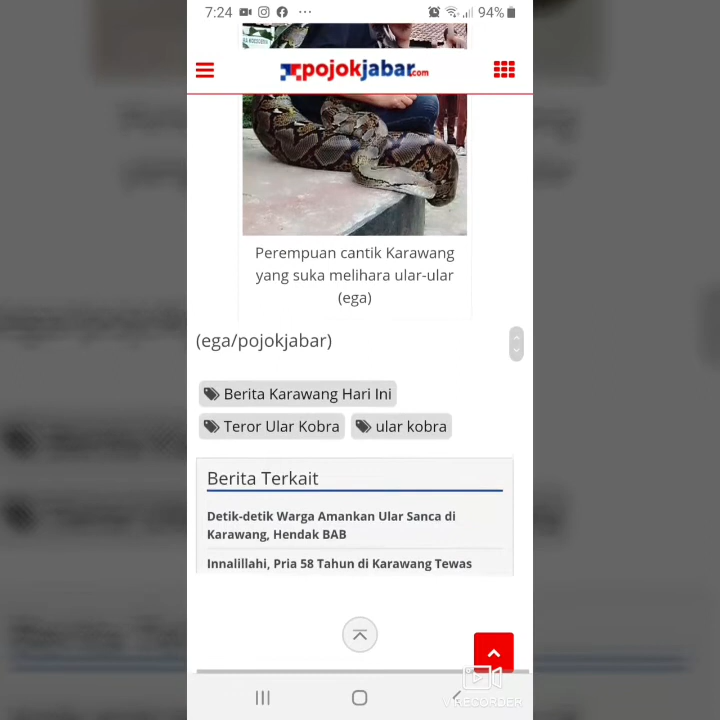 7:24
94%
pojokjabar.com
Perempuan cantik Karawang
yang suka melihara ular-ular
(ega)
(ega/pojokjabar)
Berita Karawang Hari Ini
Teror Ular Kobra
ular kobra
Berita Terkait
Detik-detik Warga Amankan Ular Sanca di
Karawang, Hendak BAB
Innalillahi, Pria 58 Tahun di Karawang Tewas
V RECORDER